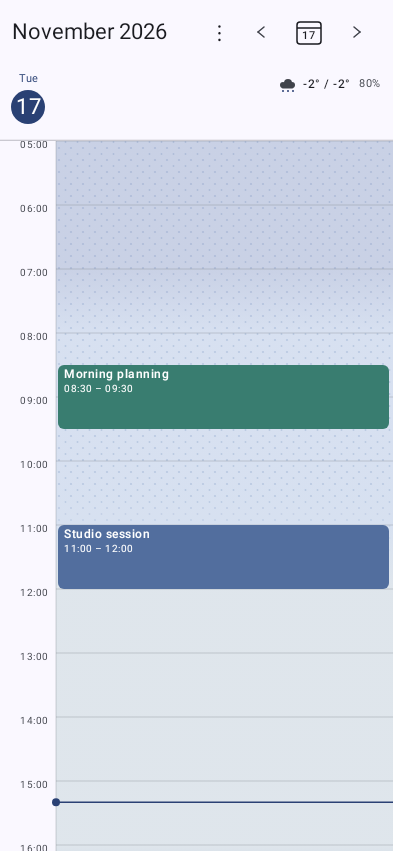 November 2026
17
Tue
17
-2° / -2° 80%
05:00
06:00
07:00
08:00
Morning planning
08:30 – 09:30
09:00
10:00
11:00
Studio session
11:00 – 12:00
12:00
13:00
14:00
15:00
16:00